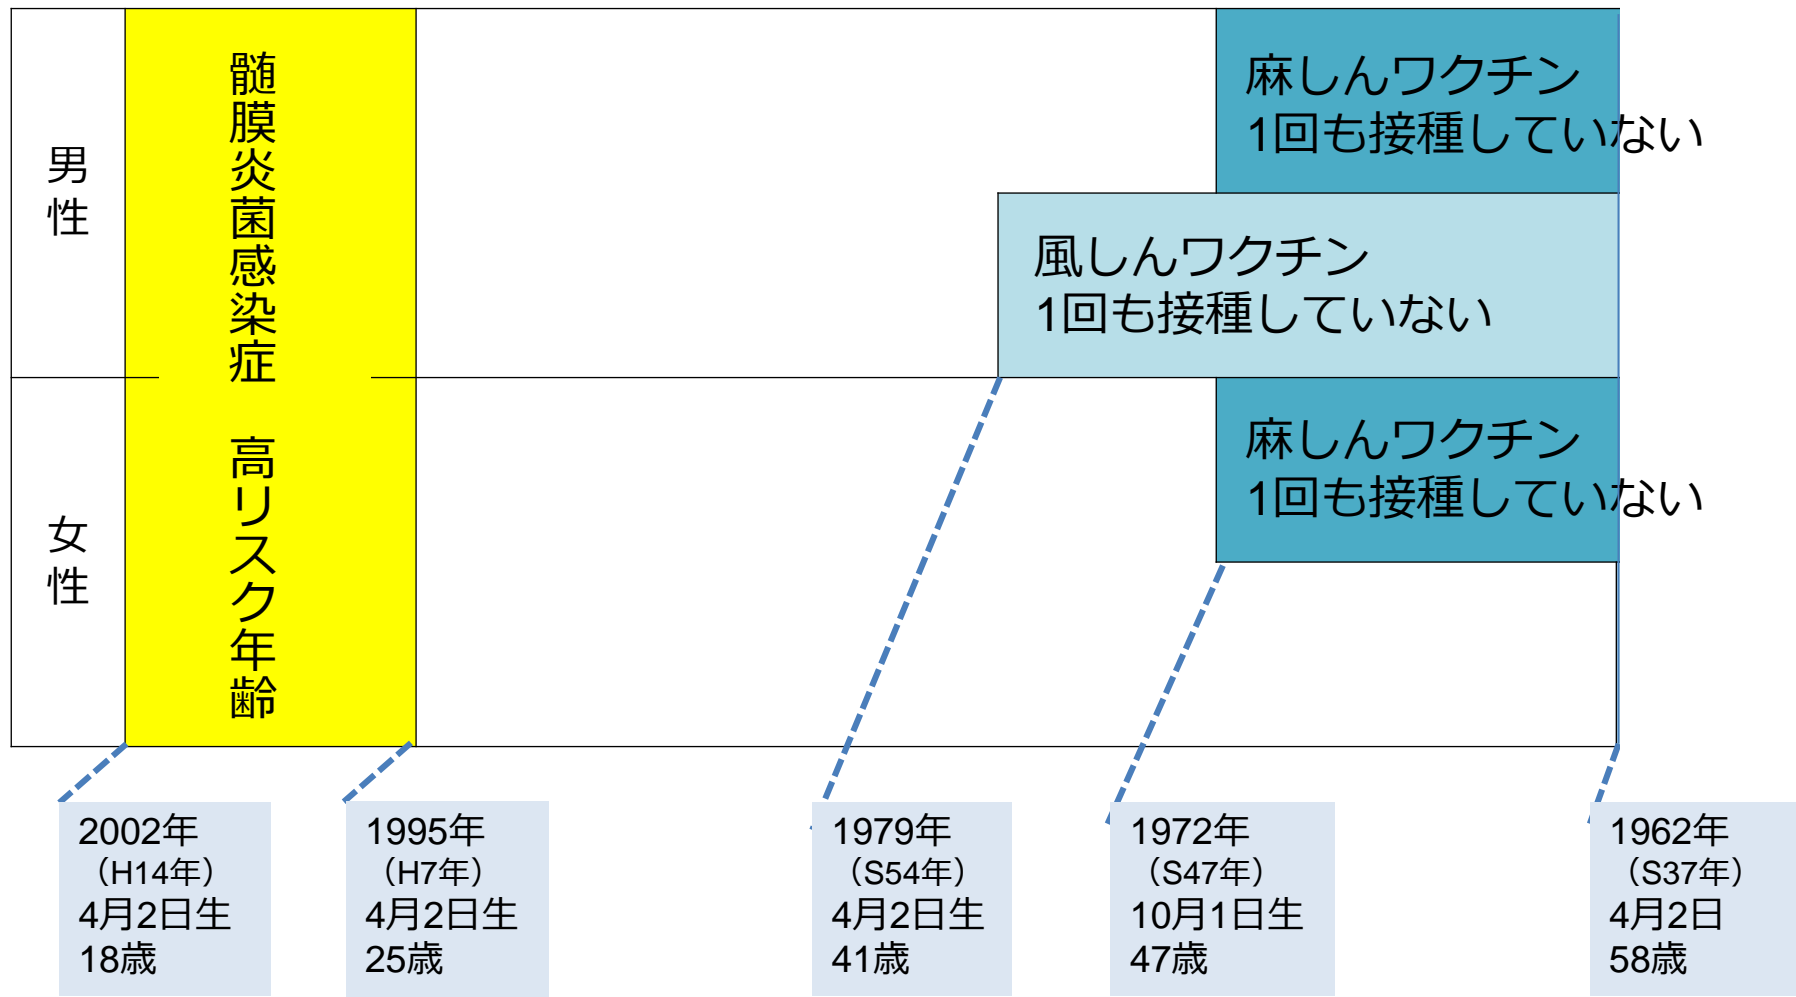 男性
女性
髄膜炎菌感染症 高リスク年齢
麻しんワクチン
1回も接種していない
風しんワクチン
1回も接種していない
麻しんワクチン
1回も接種していない
2002年
（H14年）
4月2日生
18歳
1995年
（H7年）
4月2日生
25歳
1979年
（S54年）
4月2日生
41歳
1972年
（S47年）
10月1日生
47歳
1962年
（S37年）
4月2日
58歳